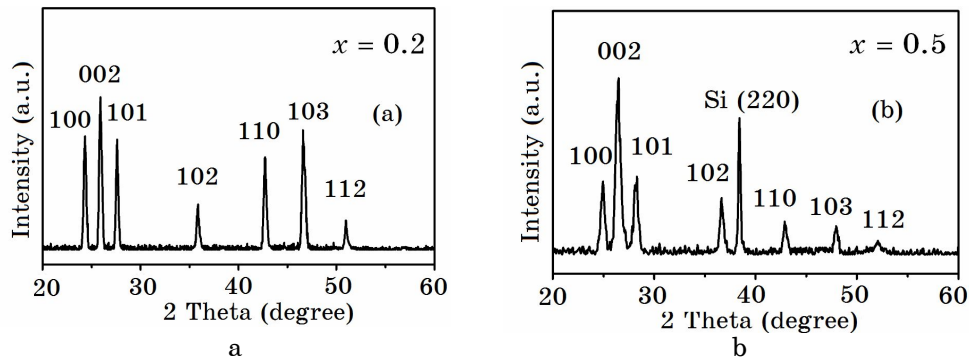 x = 0.2
002
100
101
103
(a)
110
102
112
Intensity (a.u.)
20
30
40
50
60
2 Theta (degree)
a
x = 0.5
002
Si (220)
(b)
100
101
102
110
103
112
Intensity (a.u.)
20
30
40
50
60
2 Theta (degree)
b